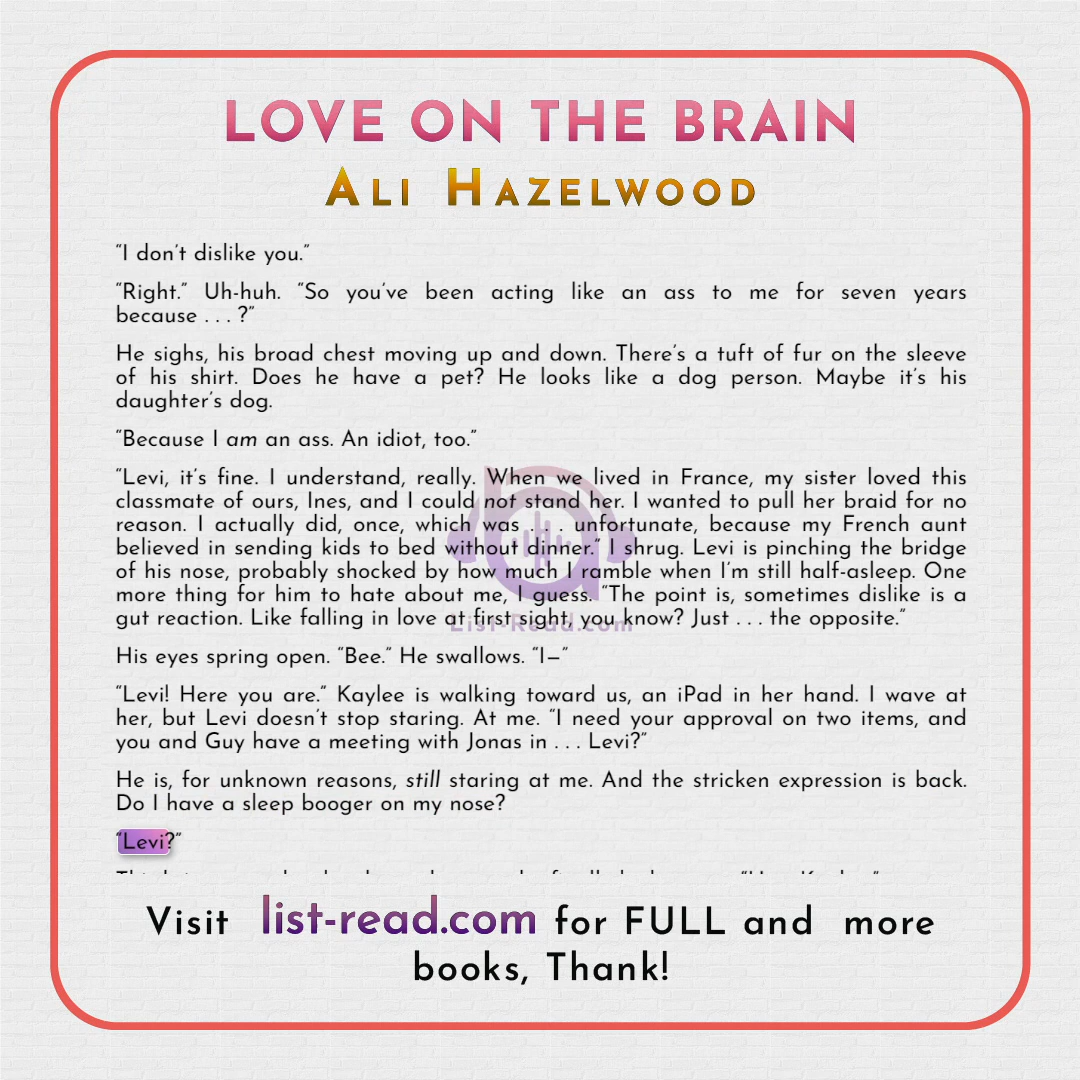 LOVE ON THE BRAIN
ALI HAZELWOOD
“I don’t dislike you.”
“Right.” Uh-huh. “So you’ve been acting like an ass to me for seven years
because . . . ?”
He sighs, his broad chest moving up and down. There’s a tuft of fur on the sleeve
of his shirt. Does he have a pet? He looks like a dog person. Maybe it’s his
daughter’s dog.
“Because I am an ass. An idiot, too.”
“Levi, it’s fine. I understand, really. When we lived in France, my sister loved this
classmate of ours, Ines, and I could not stand her. I wanted to pull her braid for no
reason. I actually did, once, which was . . . unfortunate, because my French aunt
believed in sending kids to bed without dinner.” I shrug. Levi is pinching the bridge
of his nose, probably shocked by how much I ramble when I’m still half-asleep. One
more thing for him to hate about me, I guess. “The point is, sometimes dislike is a
gut reaction. Like falling in love at first sight, you know? Just . . . the opposite.”
List-Read.com
His eyes spring open. “Bee.” He swallows. “I—”
“Levi! Here you are.” Kaylee is walking toward us, an iPad in her hand. I wave at
her, but Levi doesn’t stop staring. At me. “I need your approval on two items, and
you and Guy have a meeting with Jonas in . . . Levi?”
He is, for unknown reasons, still staring at me. And the stricken expression is back.
Do I have a sleep booger on my nose?
“Levi?”
Visit list-read.com for FULL and more
books, Thank!